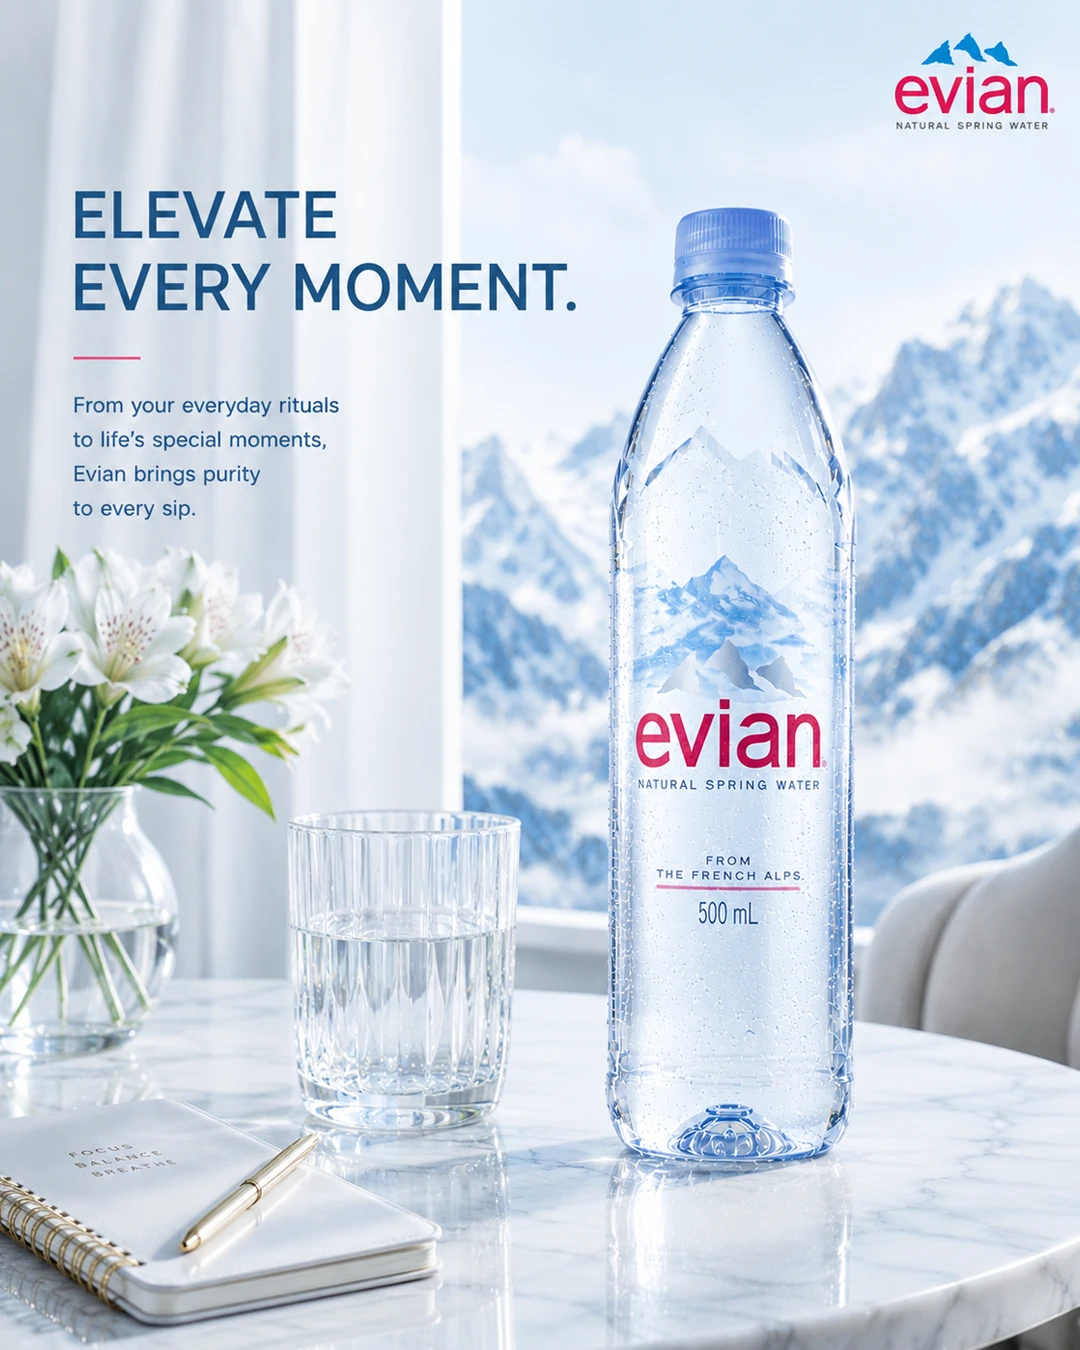 evian.
NATURAL SPRING WATER
ELEVATE
EVERY MOMENT.
From your everyday rituals
to life's special moments,
Evian brings purity
to every sip.
evian.
NATURAL SPRING WATER
FROM
THE FRENCH ALPS.
500 mL
FOCUS
BALANCE
BREATHE